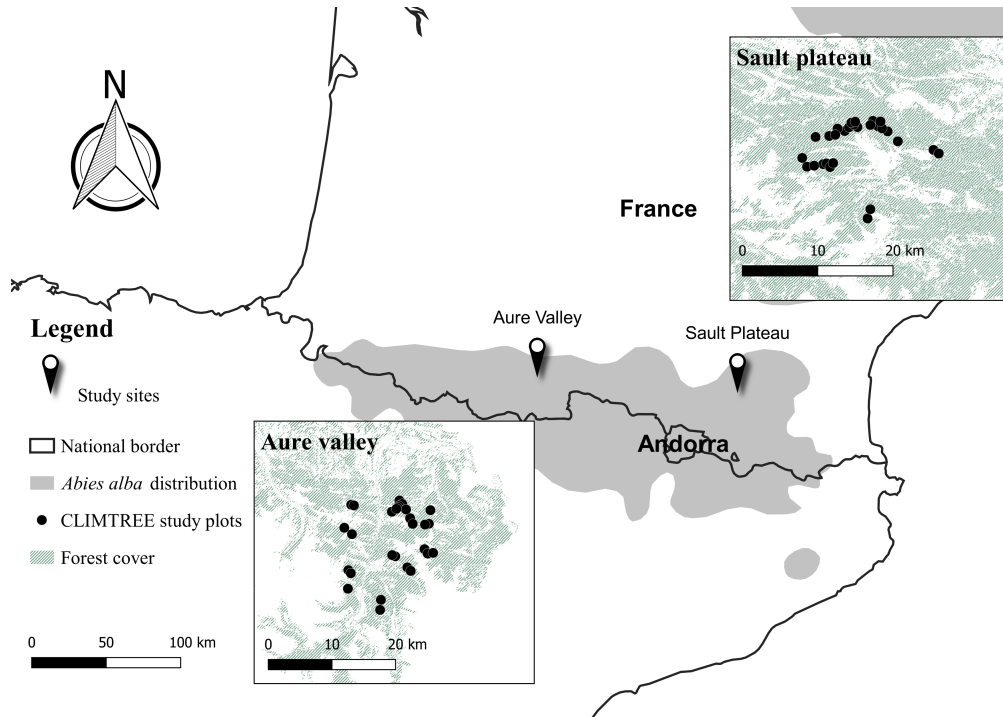 N
Sault plateau
0 10 20 km
France
Aure Valley
Sault Plateau
Andorra
Legend
Study sites
National border
Abies alba distribution
CLIMTREE study plots
Forest cover
0 50 100 km
Aure valley
0 10 20 km